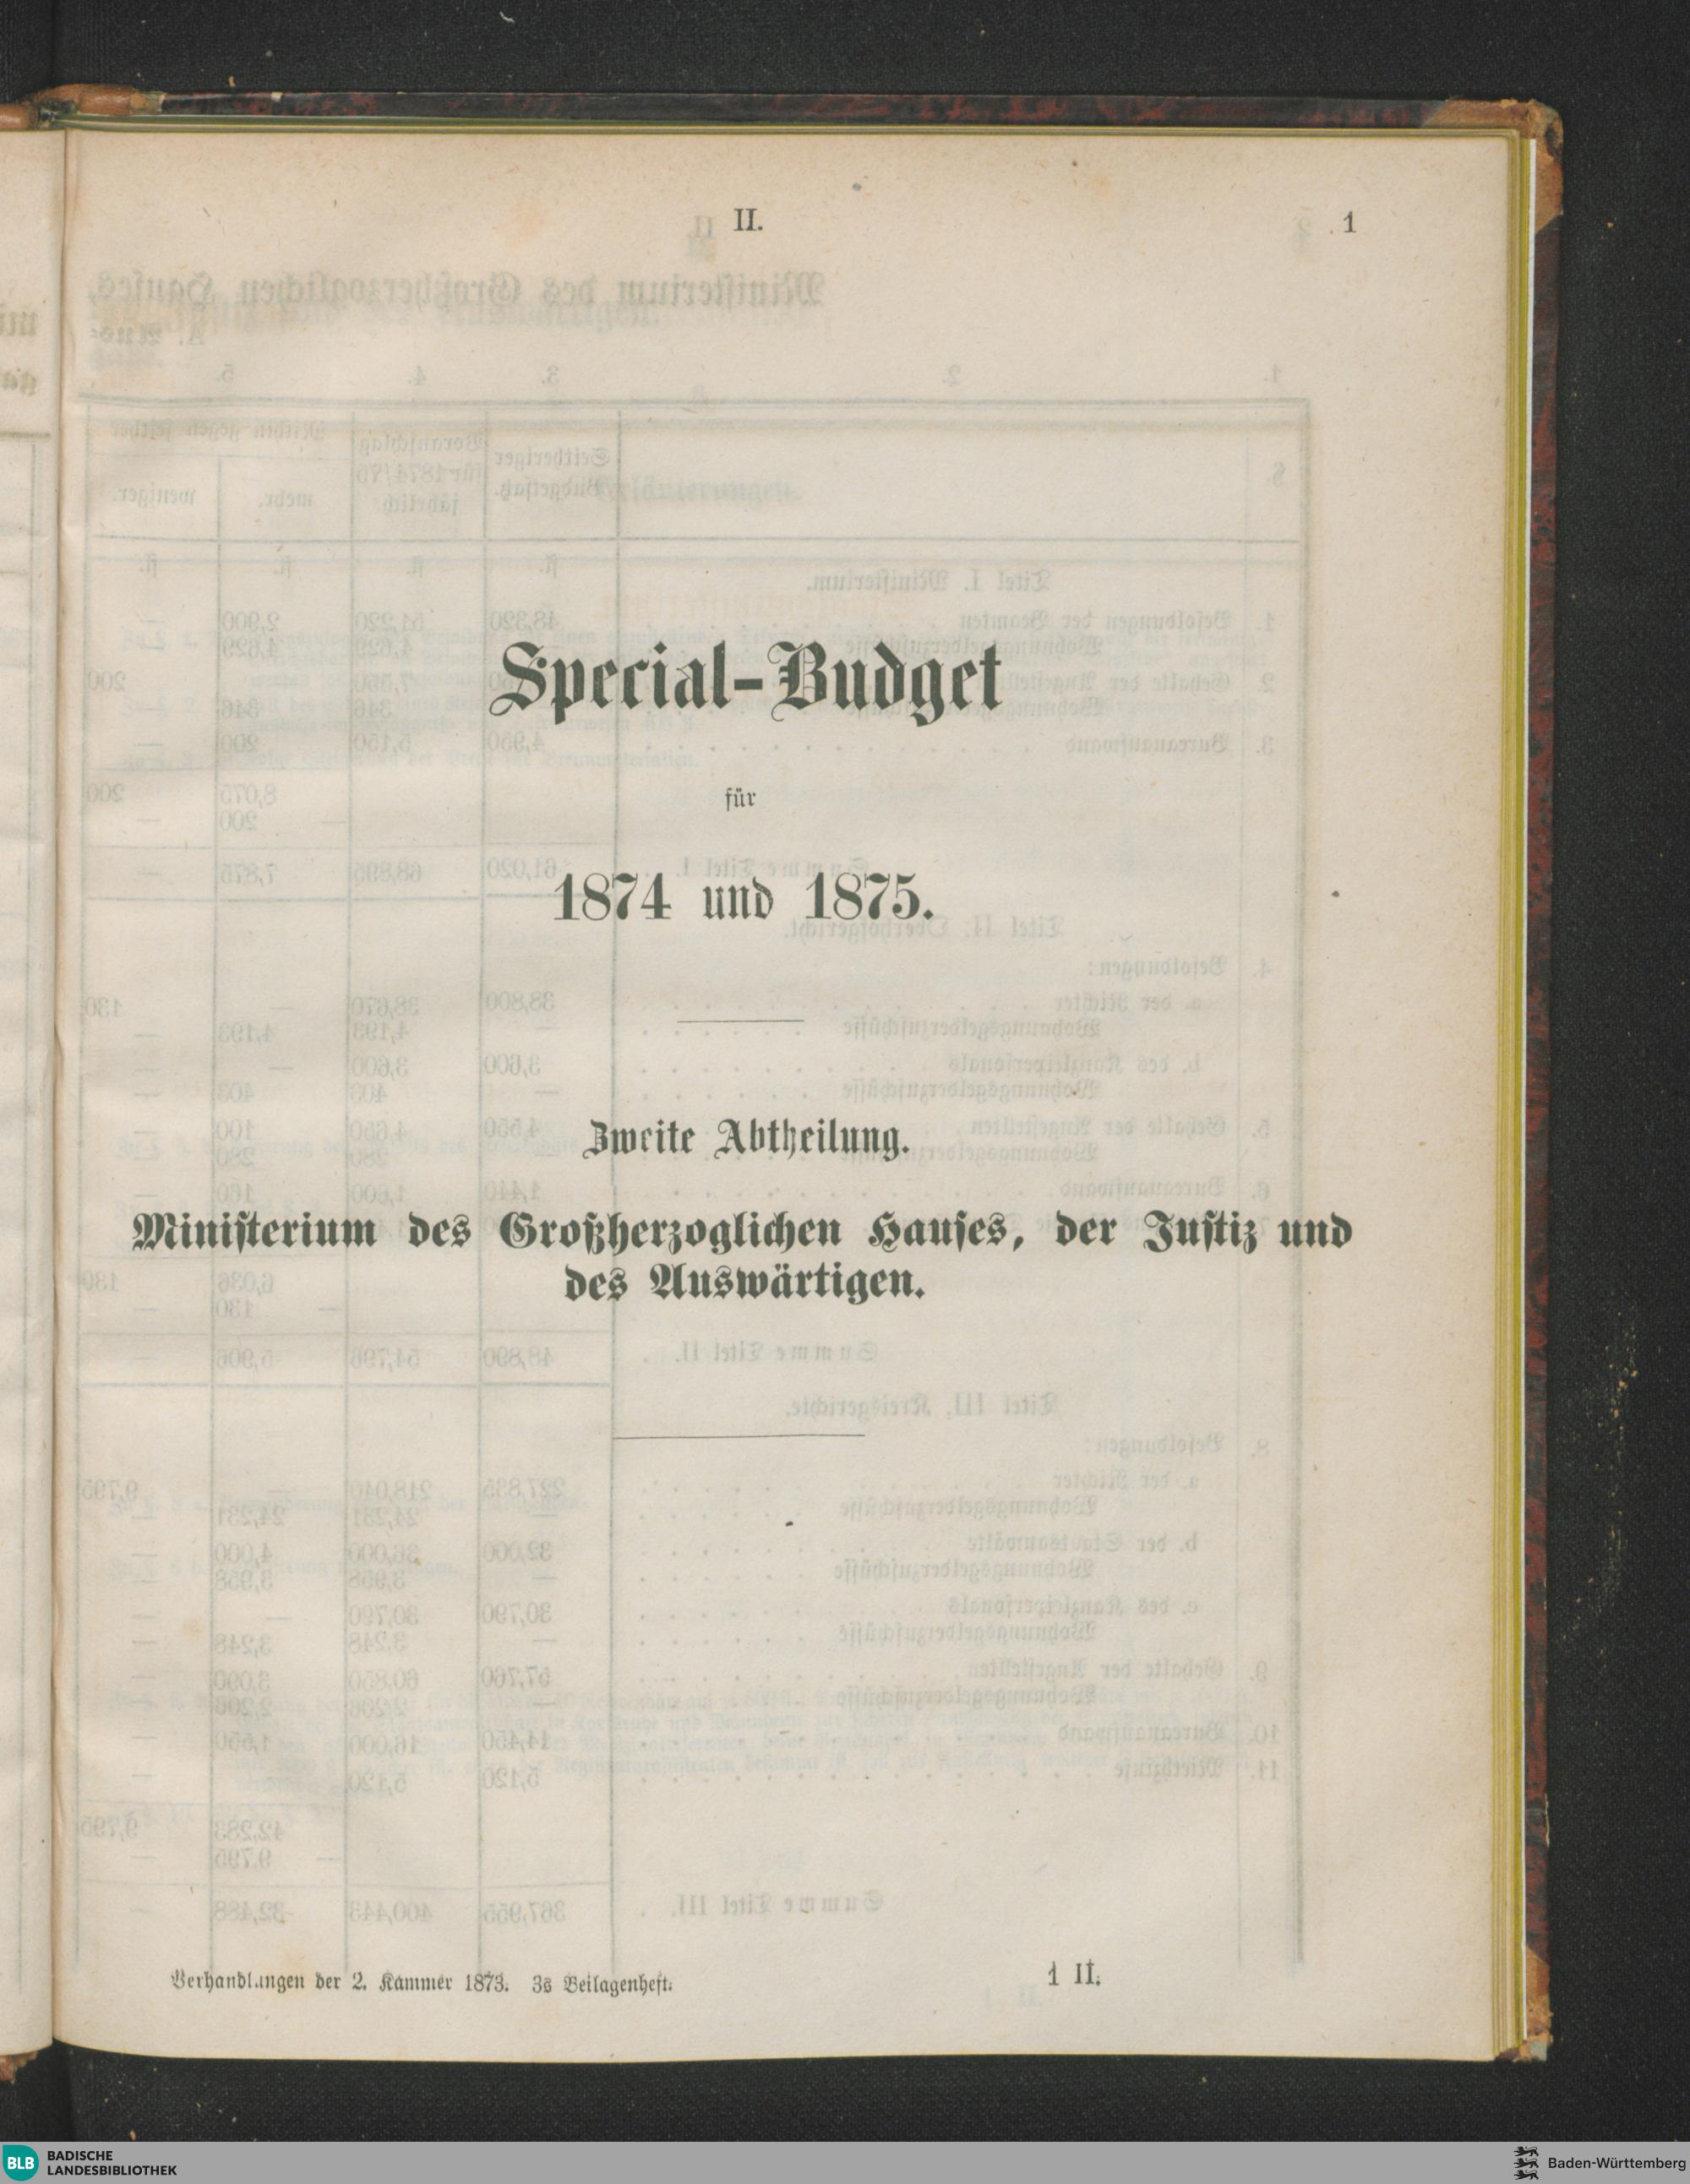 II.
1
Special-Budget
für
1874 und 1875.
Zweite Abtheilung.
Ministerium des Großherzoglichen Hauses, der Justiz und
des Auswärtigen.
Verhandlungen der 2. Kammer 1873. 3s Beilagenheft.
1 II.
BLB
BADISCHE
LANDESBIBLIOTHEK
Baden-Württemberg